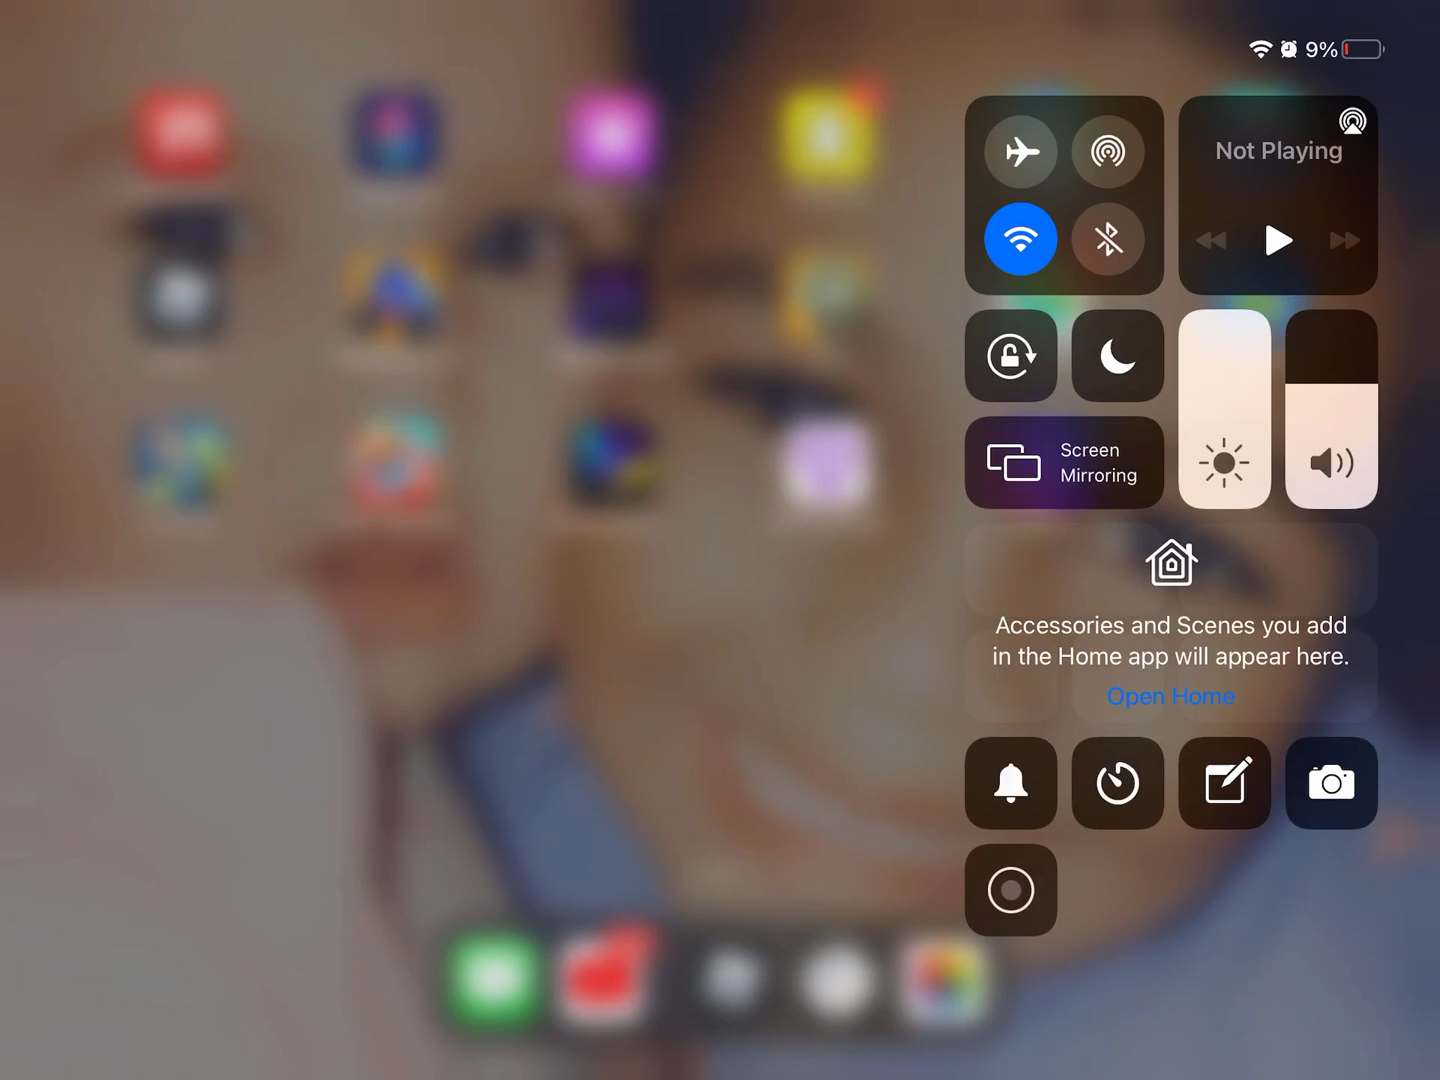 9%
Not Playing
Screen
Mirroring
Accessories and Scenes you add
in the Home app will appear here.
Open Home